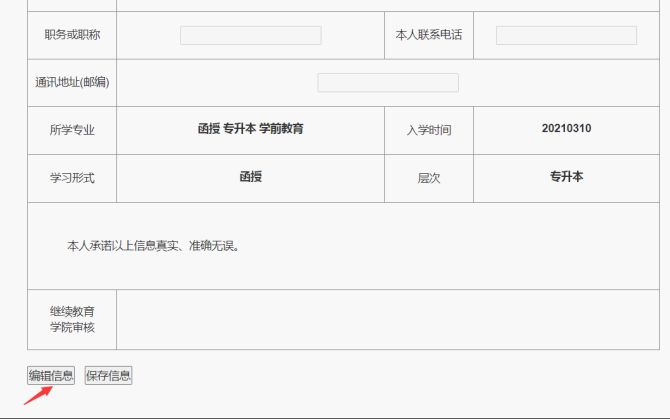 职务或职称 本人联系电话
通讯地址(邮编)
所学专业 函授 专升本 学前教育 入学时间 20210310
学习形式 函授 层次 专升本
本人承诺以上信息真实、准确无误。
继续教育
学院审核
编辑信息 保存信息